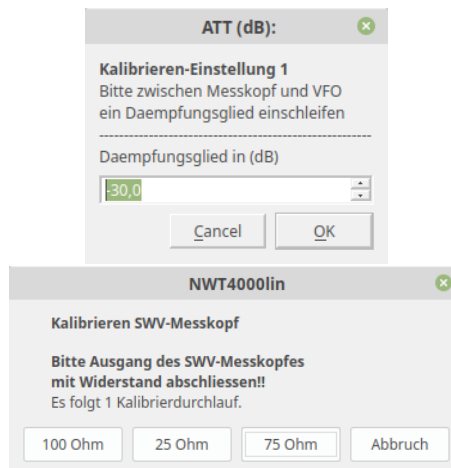 ATT (dB):
Kalibrieren-Einstellung 1
Bitte zwischen Messkopf und VFO
ein Daempfungsglied einschleifen
--------------------------------------------------------------------
Daempfungsglied in (dB)
-30,0
Cancel OK
NWT4000lin
Kalibrieren SWV-Messkopf
Bitte Ausgang des SWV-Messkopfes
mit Widerstand abschliessen!!
Es folgt 1 Kalibrierdurchlauf.
100 Ohm 25 Ohm 75 Ohm Abbruch